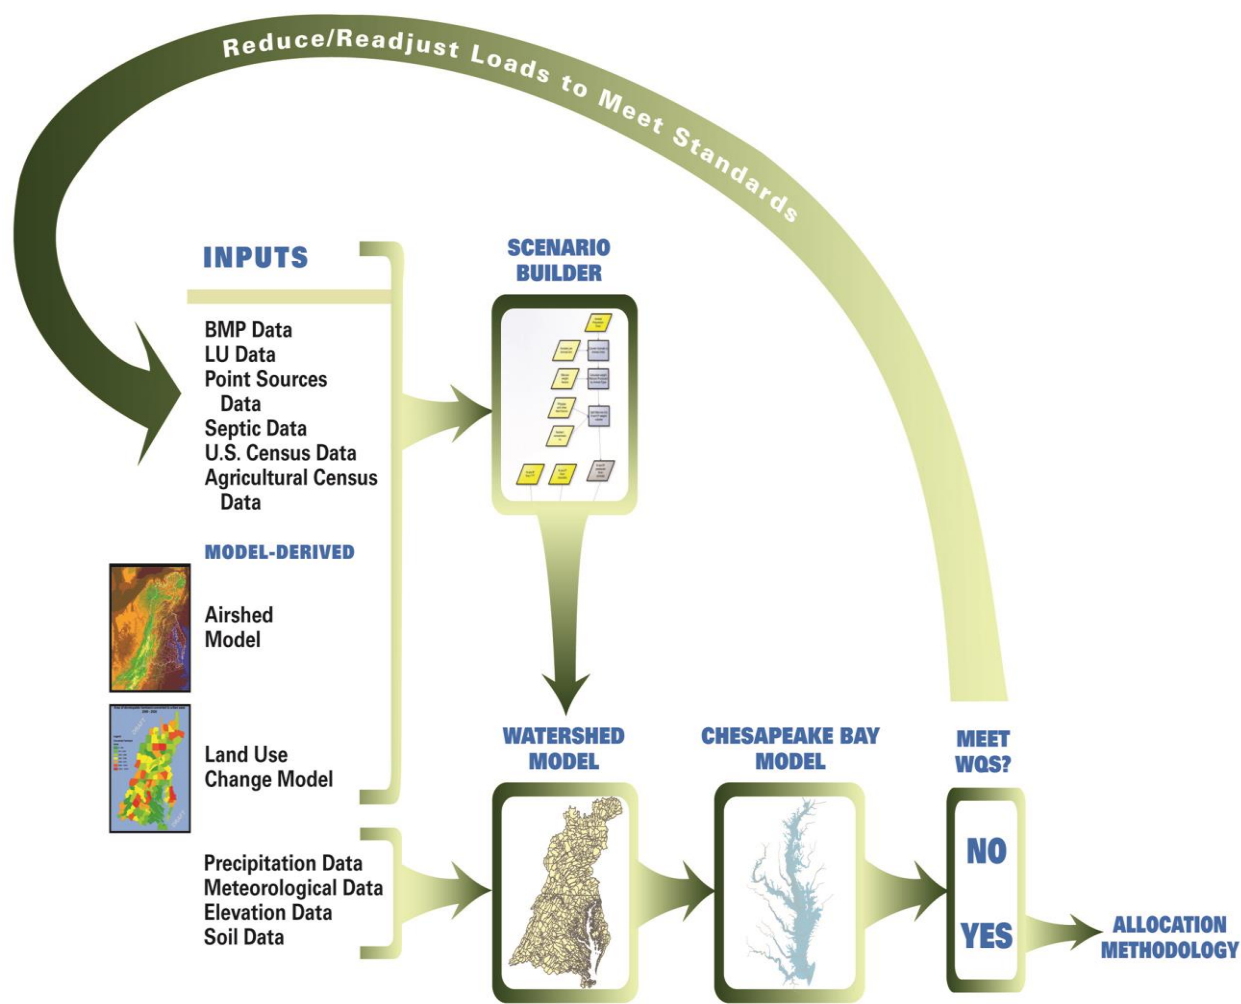 Reduce/Readjust Loads to Meet Standards
INPUTS
BMP Data
LU Data
Point Sources
Data
Septic Data
U.S. Census Data
Agricultural Census
Data
MODEL-DERIVED
Airshed
Model
Land Use
Change Model
Precipitation Data
Meteorological Data
Elevation Data
Soil Data
SCENARIO
BUILDER
WATERSHED
MODEL
CHESAPEAKE BAY
MODEL
MEET
WQS?
NO
YES
ALLOCATION
METHODOLOGY